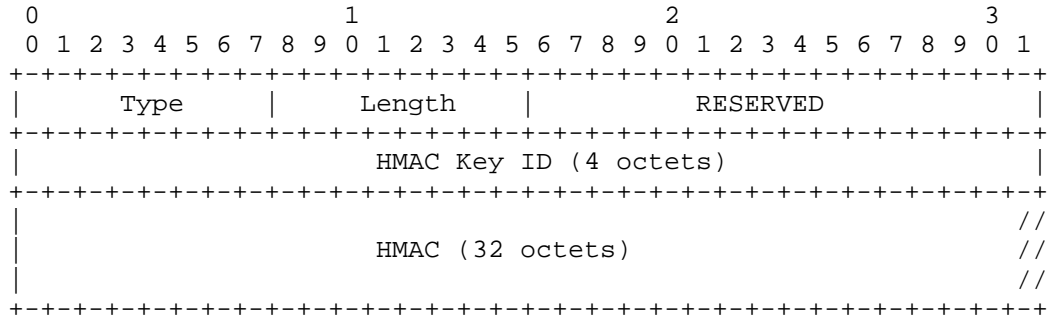 0                   1                   2                   3
 0 1 2 3 4 5 6 7 8 9 0 1 2 3 4 5 6 7 8 9 0 1 2 3 4 5 6 7 8 9 0 1
+-+-+-+-+-+-+-+-+-+-+-+-+-+-+-+-+-+-+-+-+-+-+-+-+-+-+-+-+-+-+-+-+
|      Type     |     Length    |          RESERVED             |
+-+-+-+-+-+-+-+-+-+-+-+-+-+-+-+-+-+-+-+-+-+-+-+-+-+-+-+-+-+-+-+-+
|                      HMAC Key ID (4 octets)                   |
+-+-+-+-+-+-+-+-+-+-+-+-+-+-+-+-+-+-+-+-+-+-+-+-+-+-+-+-+-+-+-+-+
|                                                              //
|                      HMAC (32 octets)                        //
|                                                              //
+-+-+-+-+-+-+-+-+-+-+-+-+-+-+-+-+-+-+-+-+-+-+-+-+-+-+-+-+-+-+-+-+